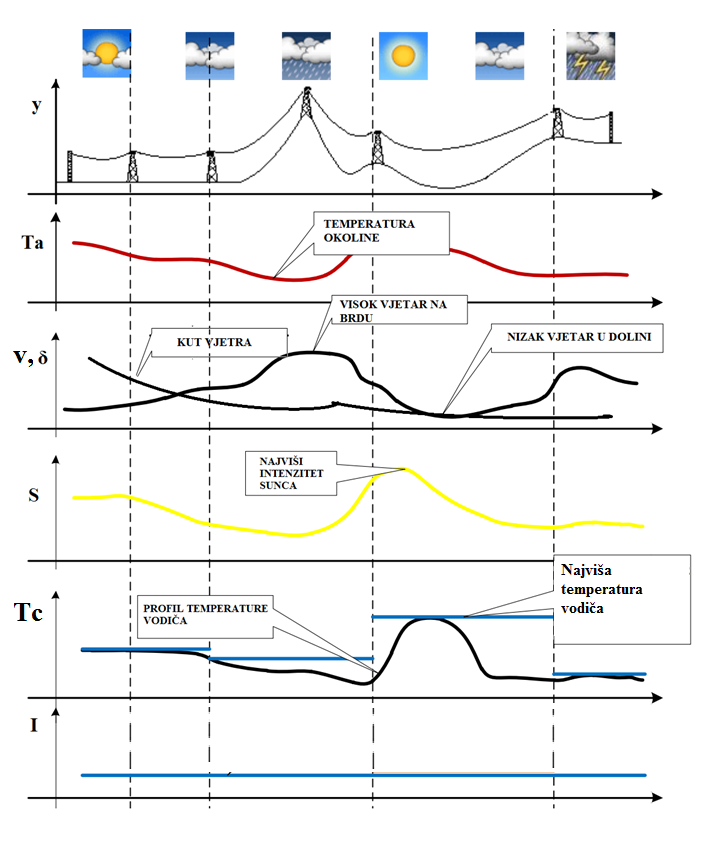 y
Ta
TEMPERATURA
OKOLINE
VISOK VJETAR NA
BRDU
v, δ
KUT VJETRA
NIZAK VJETAR U DOLINI
S
NAJVIŠI
INTENZITET
SUNCA
Tc
PROFIL TEMPERATURE
VODIČA
Najviša
temperatura
vodiča
I